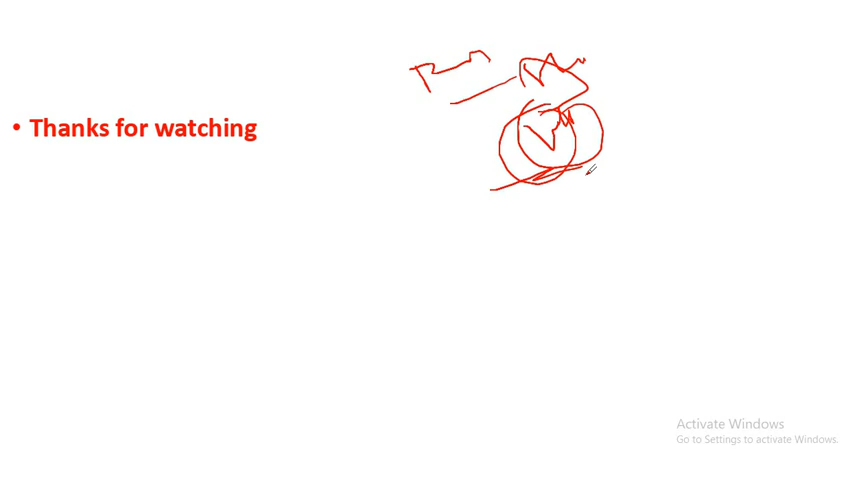 • Thanks for watching
Activate Windows
Go to Settings to activate Windows.